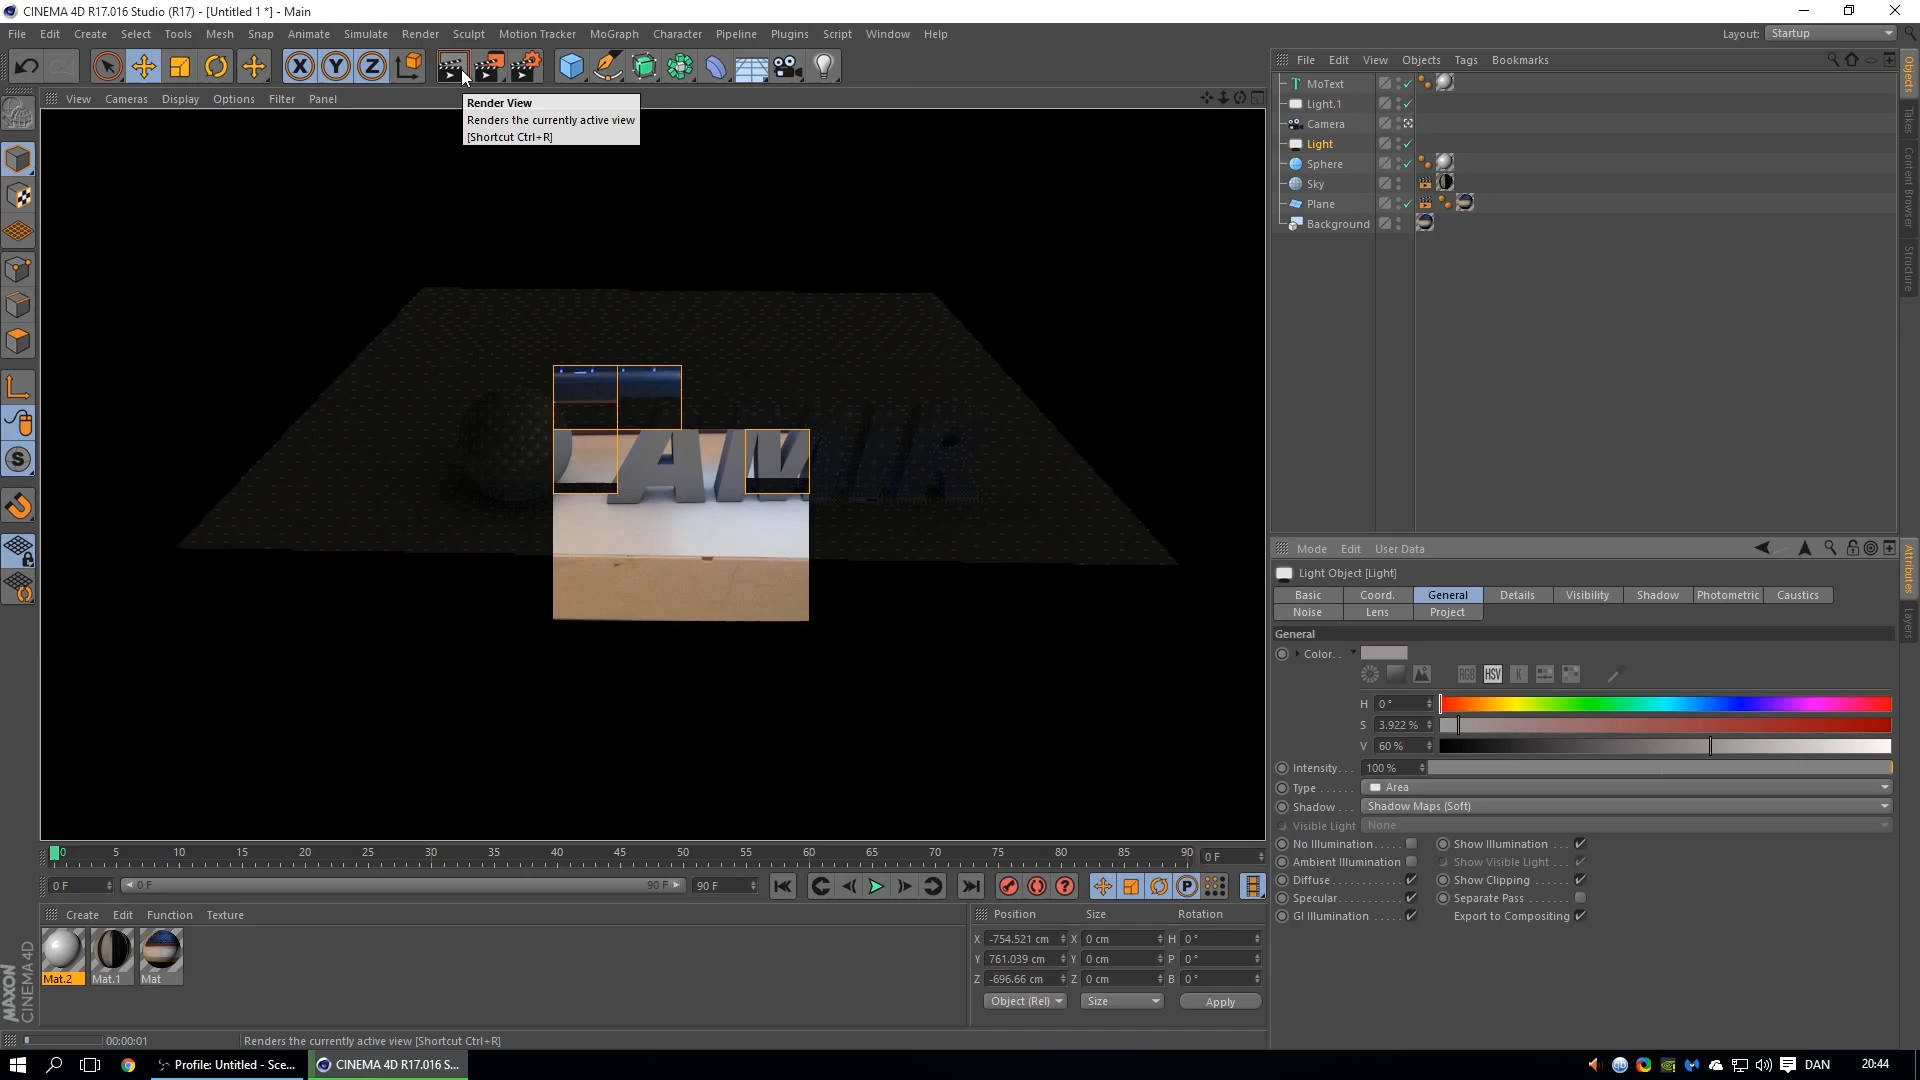 CINEMA 4D R17.016 Studio (R17) - [Untitled 1 *] - Main
File Edit Create Select Tools Mesh Snap Animate Simulate Render Sculpt Motion Tracker MoGraph Character Pipeline Plugins Script Window Help
Layout: Startup
X Y Z
View Cameras Display Options Filter Panel
Render View
Renders the currently active view
[Shortcut Ctrl+R]
File Edit View Objects Tags Bookmarks
MoText
Light.1
Camera
Light
Sphere
Sky
Plane
Background
Objects
Takes
Content Browser
Structure
AMIR
Mode Edit User Data
Light Object [Light]
Basic Coord. General Details Visibility Shadow Photometric Caustics
Noise Lens Project
General
Color. .
RGB HSV K
H 0 °
S 3.922 %
V 60 %
Intensity. . . 100 %
Type . . . . . . Area
Shadow . . . Shadow Maps (Soft)
Visible Light None
No Illumination. . . . . Show Illumination . . .
Ambient Illumination Show Visible Light . . .
Diffuse. . . . . . . . . . . . Show Clipping . . . . . .
Specular. . . . . . . . . . . Separate Pass . . . . . . .
GI Illumination . . . . . Export to Compositing
Attributes
Layers
0 5 10 15 20 25 30 35 40 45 50 55 60 65 70 75 80 85 90 0 F
0 F 0 F 90 F 90 F
P
Create Edit Function Texture
Mat.2 Mat.1 Mat
Position Size Rotation
X -754.521 cm X 0 cm H 0 °
Y 761.039 cm Y 0 cm P 0 °
Z -696.66 cm Z 0 cm B 0 °
Object (Rel) Size Apply
MAXON
CINEMA 4D
00:00:01 Renders the currently active view [Shortcut Ctrl+R]
Profile: Untitled - Sce... CINEMA 4D R17.016 S... DAN 20:44